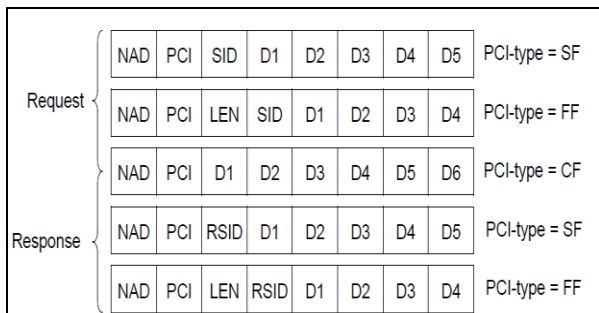 NAD PCI SID D1 D2 D3 D4 D5 PCI-type = SF
Request
NAD PCI LEN SID D1 D2 D3 D4 PCI-type = FF
NAD PCI D1 D2 D3 D4 D5 D6 PCI-type = CF
NAD PCI RSID D1 D2 D3 D4 D5 PCI-type = SF
Response
NAD PCI LEN RSID D1 D2 D3 D4 PCI-type = FF